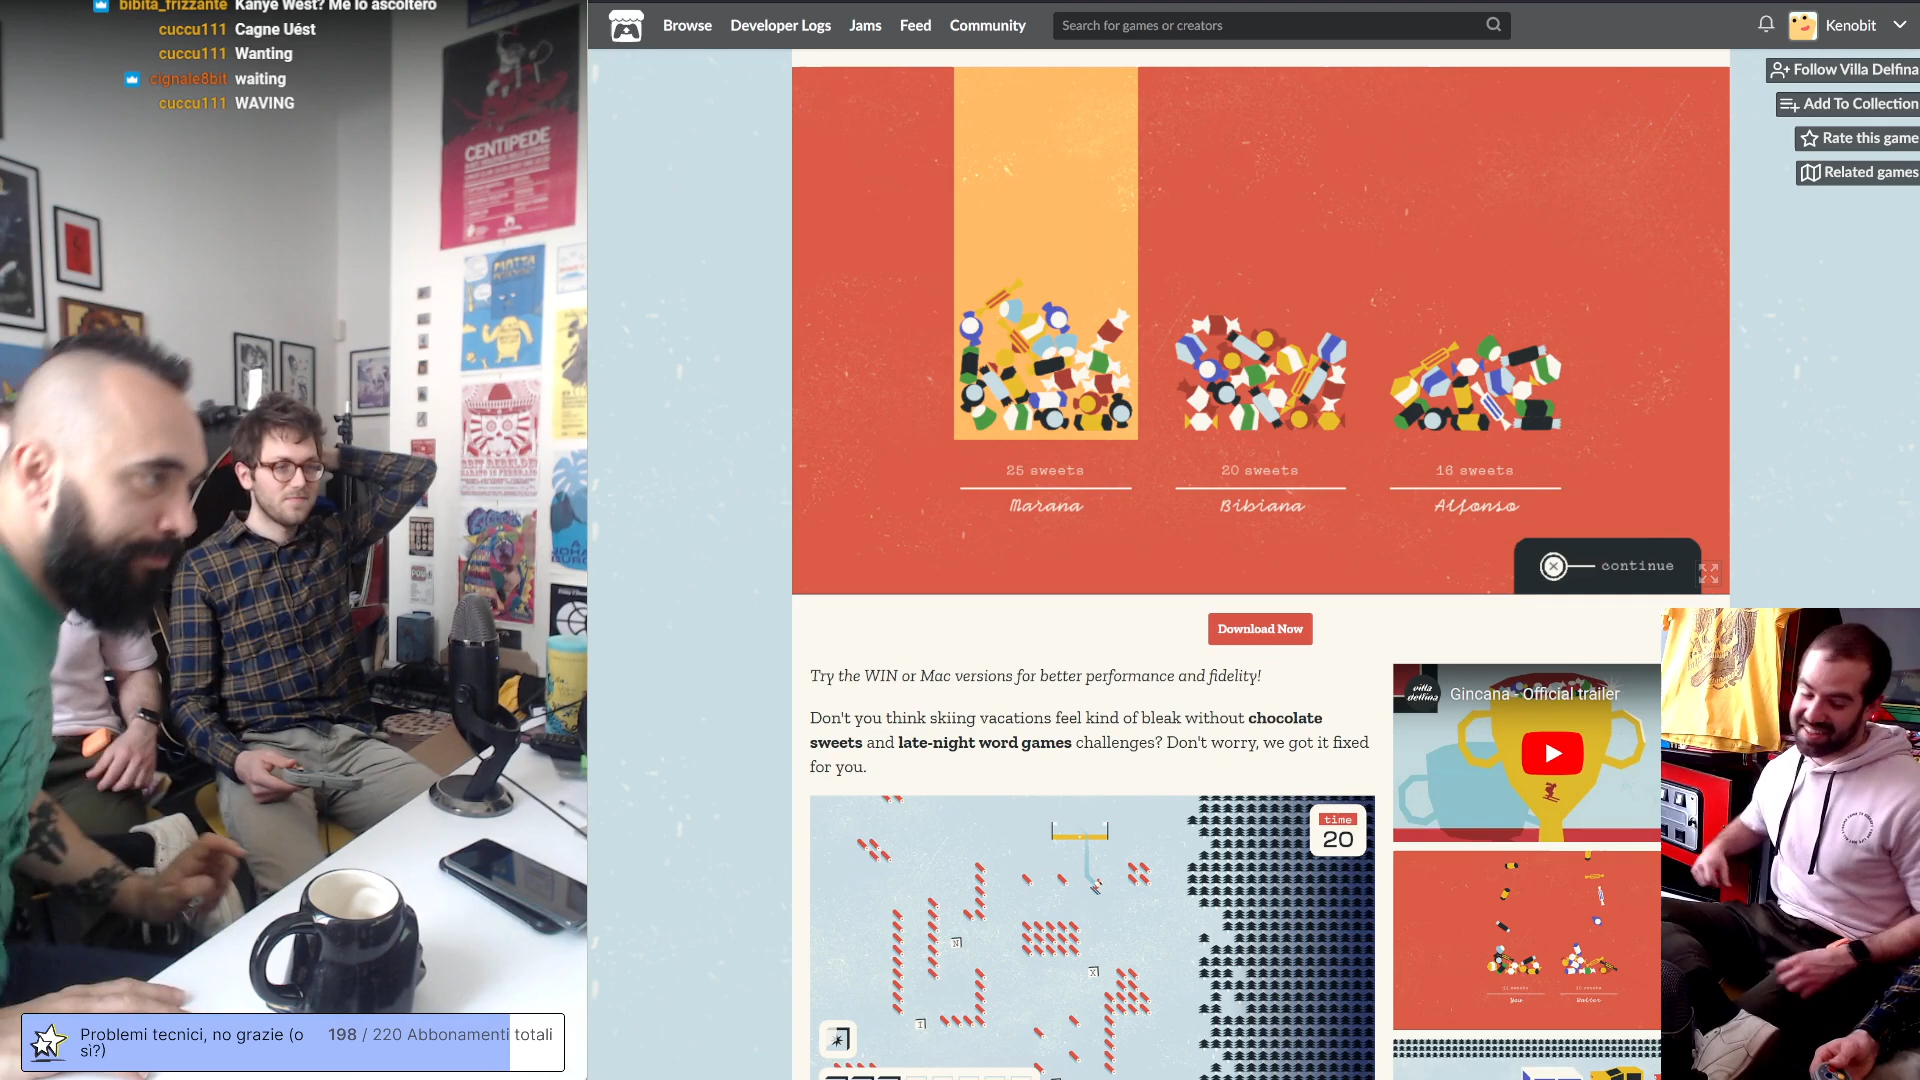 bibita_frizzante Kanye West? Me lo ascolterò
cuccu111 Cagne Uést
cuccu111 Wanting
cignale8bit waiting
cuccu111 WAVING
CENTIPEDE
Problemi tecnici, no grazie (o sì?)
198 / 220 Abbonamenti totali
Browse Developer Logs Jams Feed Community
Search for games or creators
Kenobit
Follow Villa Delfina
Add To Collection
Rate this game
Related games
25 sweets
20 sweets
16 sweets
Marana
Bibiana
Alfonso
continue
Download Now
Try the WIN or Mac versions for better performance and fidelity!
Don't you think skiing vacations feel kind of bleak without chocolate
sweets and late-night word games challenges? Don't worry, we got it fixed
for you.
time
20
N
X
I
villa delfina
Gincana - Official trailer